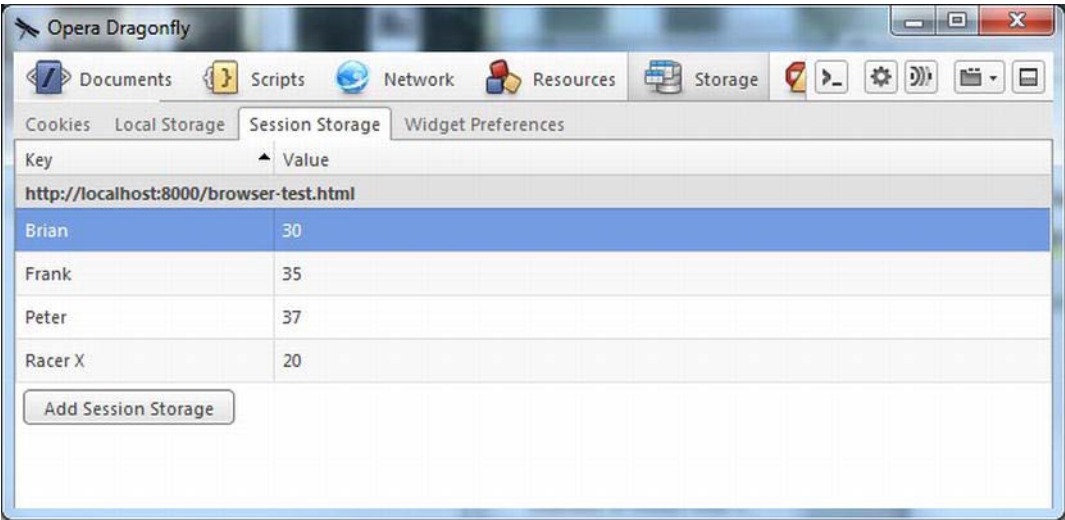 Opera Dragonfly
Documents Scripts Network Resources Storage
Cookies Local Storage Session Storage Widget Preferences
Key Value
http://localhost:8000/browser-test.html
Brian 30
Frank 35
Peter 37
Racer X 20
Add Session Storage